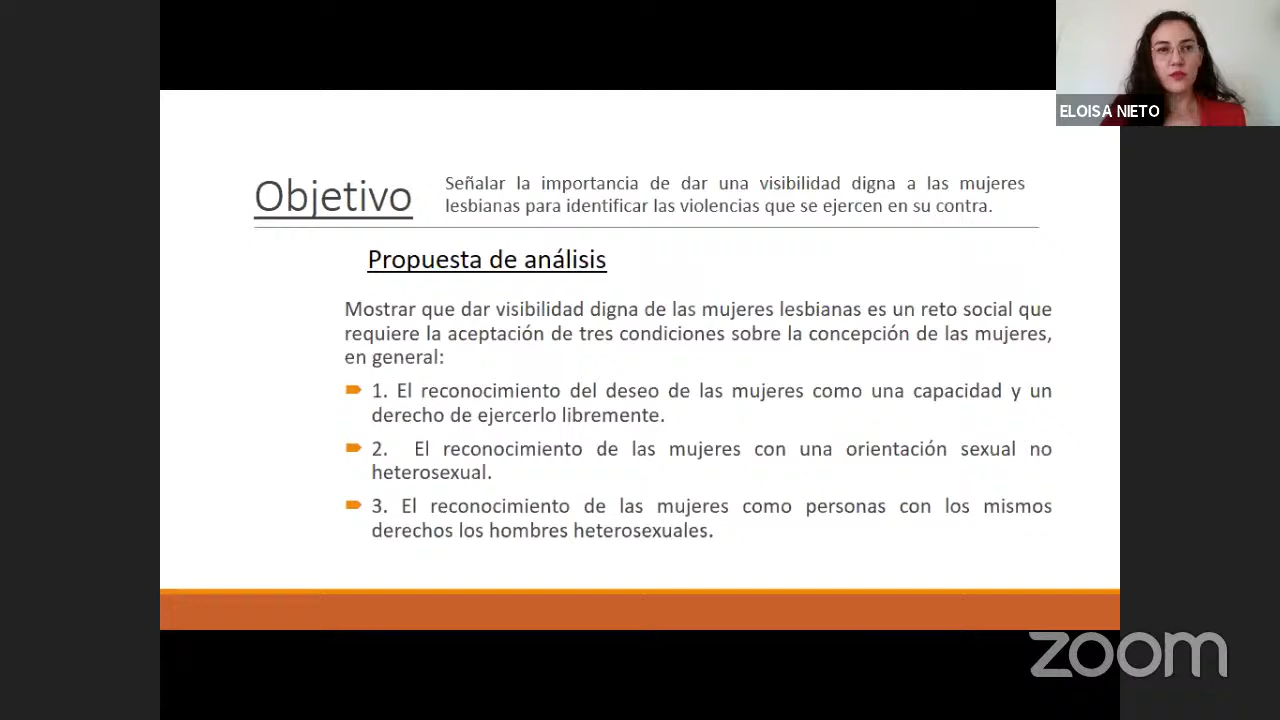 ELOISA NIETO
Objetivo
Señalar la importancia de dar una visibilidad digna a las mujeres
lesbianas para identificar las violencias que se ejercen en su contra.
Propuesta de análisis
Mostrar que dar visibilidad digna de las mujeres lesbianas es un reto social que
requiere la aceptación de tres condiciones sobre la concepción de las mujeres,
en general:
1. El reconocimiento del deseo de las mujeres como una capacidad y un
derecho de ejercerlo libremente.
2. El reconocimiento de las mujeres con una orientación sexual no
heterosexual.
3. El reconocimiento de las mujeres como personas con los mismos
derechos los hombres heterosexuales.
zoom